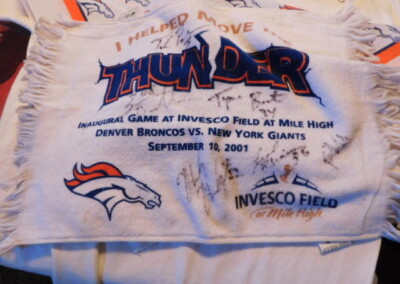 I HELPED MOVE ...
THUNDER
INAUGURAL GAME AT INVESCO FIELD AT MILE HIGH
DENVER BRONCOS VS. NEW YORK GIANTS
SEPTEMBER 10, 2001
INVESCO FIELD
at Mile High